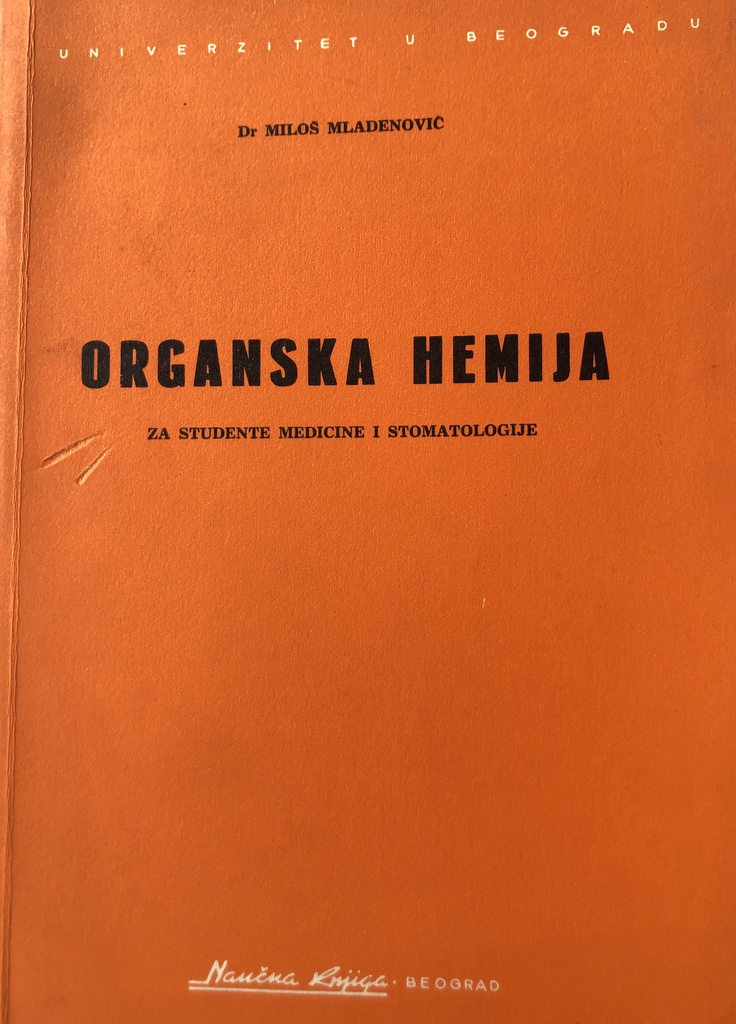 UNIVERZITET U BEOGRADU
Dr MILOŠ MLADENOVIĆ
ORGANSKA HEMIJA
ZA STUDENTE MEDICINE I STOMATOLOGIJE
Naučna Knjiga · BEOGRAD